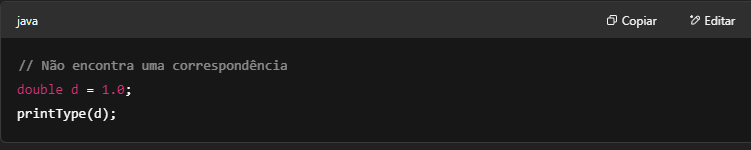 java Copiar Editar
// Não encontra uma correspondência
double d = 1.0;
printType(d);